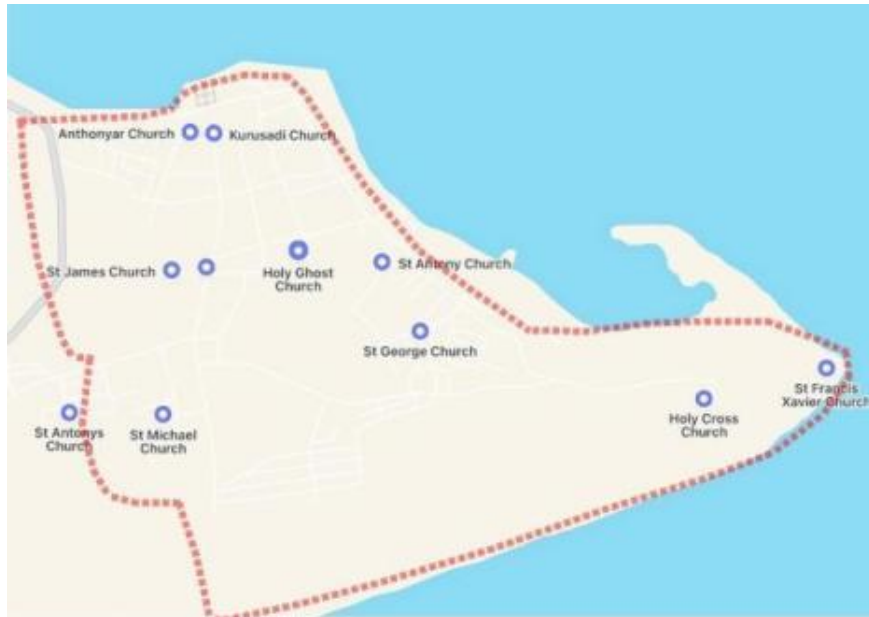 Anthonyar Church
Kurusadi Church
St James Church
Holy Ghost
Church
St Antony Church
St George Church
St Francis
Xavier Church
Holy Cross
Church
St Antonys
Church
St Michael
Church